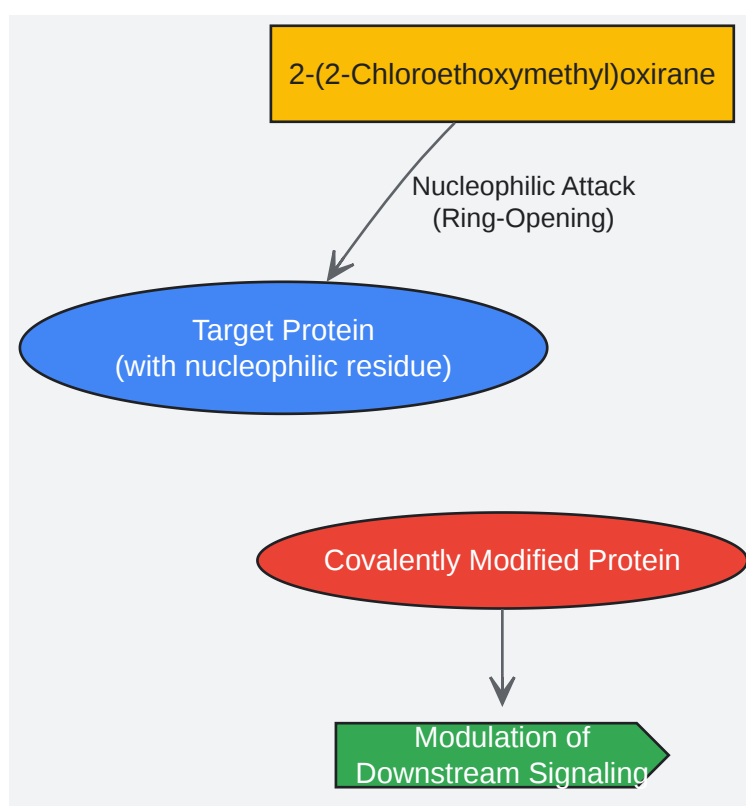 2-(2-Chloroethoxymethyl)oxirane
Nucleophilic Attack
(Ring-Opening)
Target Protein
(with nucleophilic residue)
Covalently Modified Protein
Modulation of
Downstream Signaling